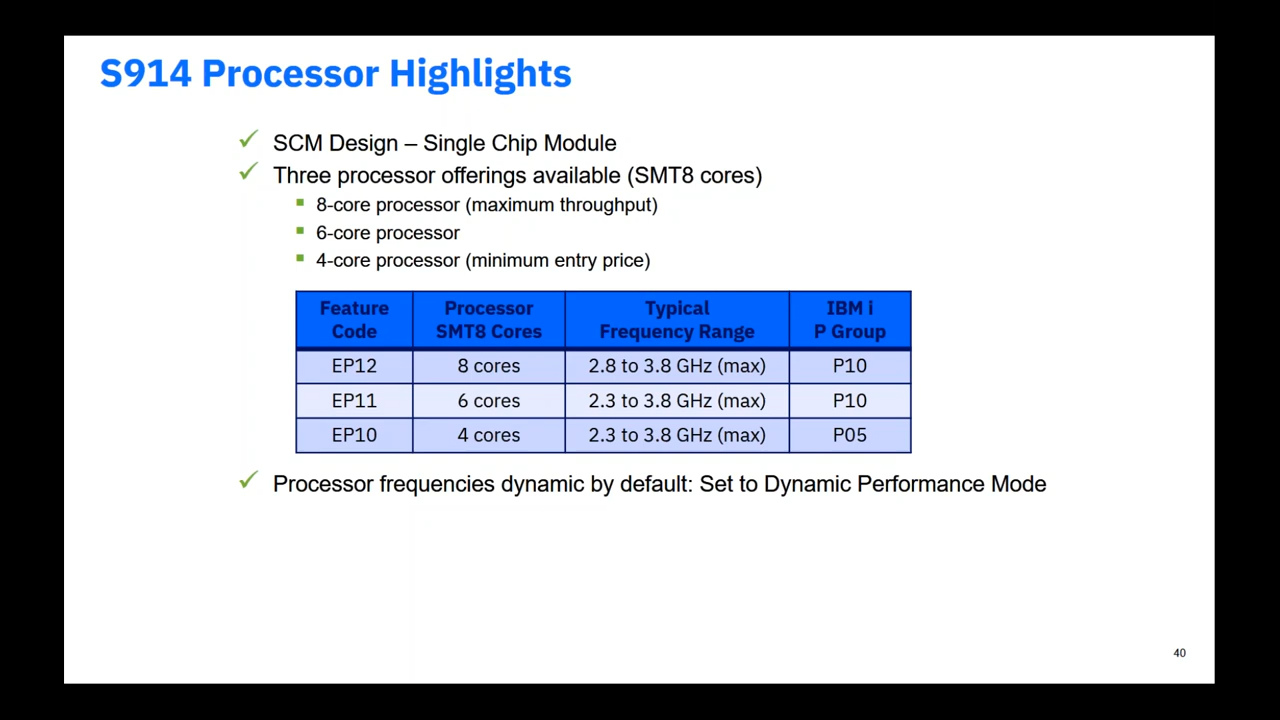 S914 Processor Highlights
✓ SCM Design – Single Chip Module
✓ Three processor offerings available (SMT8 cores)
▪ 8-core processor (maximum throughput)
▪ 6-core processor
▪ 4-core processor (minimum entry price)
Feature Code | Processor SMT8 Cores | Typical Frequency Range | IBM i P Group
EP12 | 8 cores | 2.8 to 3.8 GHz (max) | P10
EP11 | 6 cores | 2.3 to 3.8 GHz (max) | P10
EP10 | 4 cores | 2.3 to 3.8 GHz (max) | P05
✓ Processor frequencies dynamic by default: Set to Dynamic Performance Mode
40